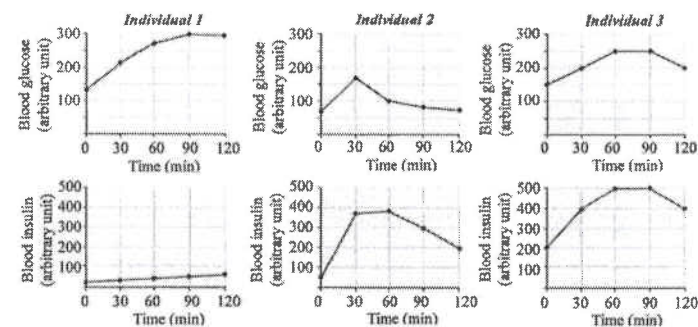 Individual 1
Individual 2
Individual 3
Blood glucose
(arbitrary unit)
300
200
100
0 30 60 90 120
Time (min)
Blood glucose
(arbitrary unit)
300
200
100
0 30 60 90 120
Time (min)
Blood glucose
(arbitrary unit)
300
200
100
0 30 60 90 120
Time (min)
Blood insulin
(arbitrary unit)
500
400
300
200
100
0 30 60 90 120
Time (min)
Blood insulin
(arbitrary unit)
500
400
300
200
100
0 30 60 90 120
Time (min)
Blood insulin
(arbitrary unit)
500
400
300
200
100
0 30 60 90 120
Time (min)